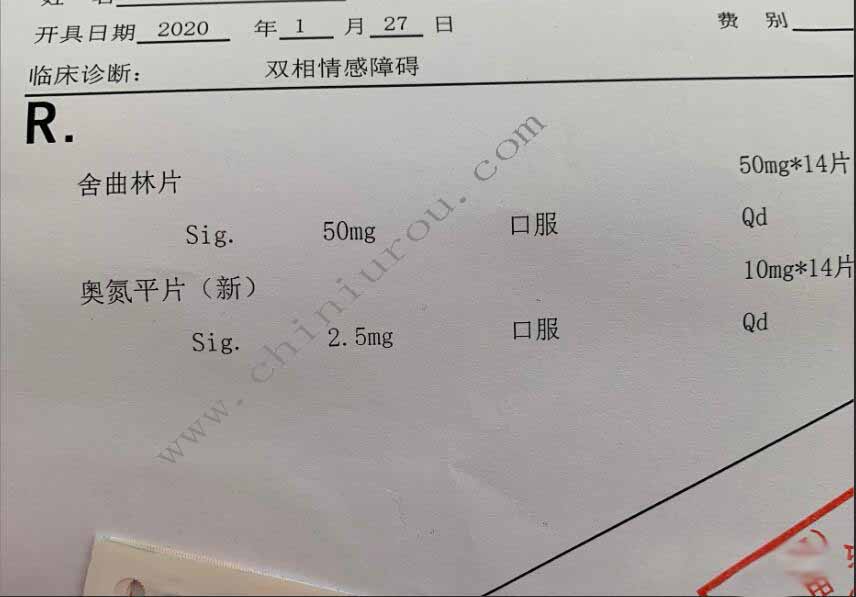 姓 名
开具日期 2020 年 1 月 27 日
费 别
临床诊断： 双相情感障碍
R.
舍曲林片 50mg*14片
Sig. 50mg 口服 Qd
奥氮平片（新） 10mg*14片
Sig. 2.5mg 口服 Qd
www.chiniurou.com